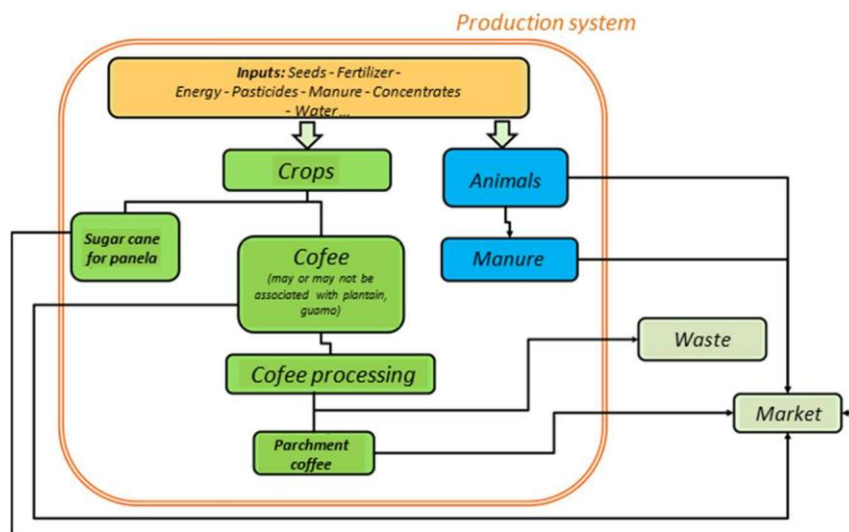 Production system
Inputs: Seeds - Fertilizer -
Energy - Pasticides - Manure - Concentrates
- Water...
Crops
Animals
Sugar cane
for panela
Cofee
(may or may not be
associated with plantain,
guamo)
Manure
Waste
Cofee processing
Market
Parchment
coffee